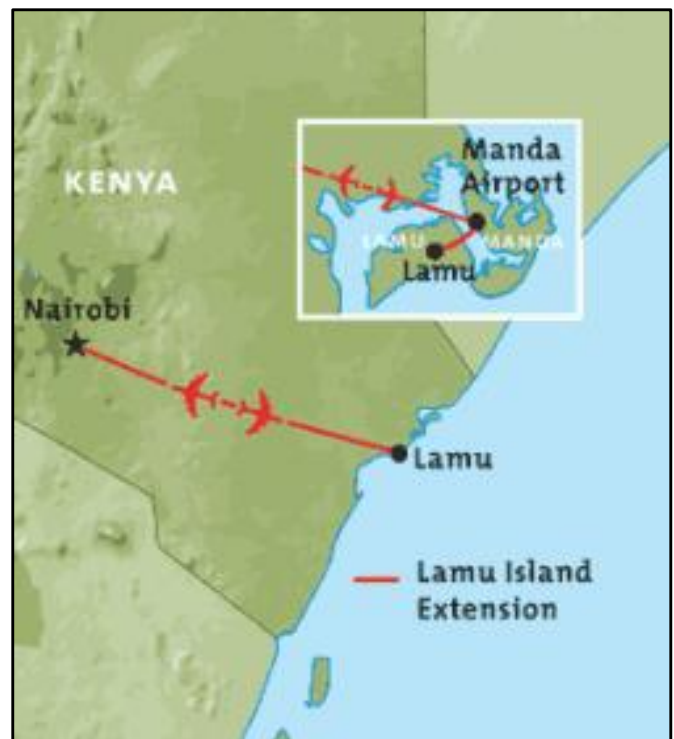 KENYA
Manda
Airport
LAMU
MANDA
Lamu
Nairobi
Lamu
Lamu Island
Extension